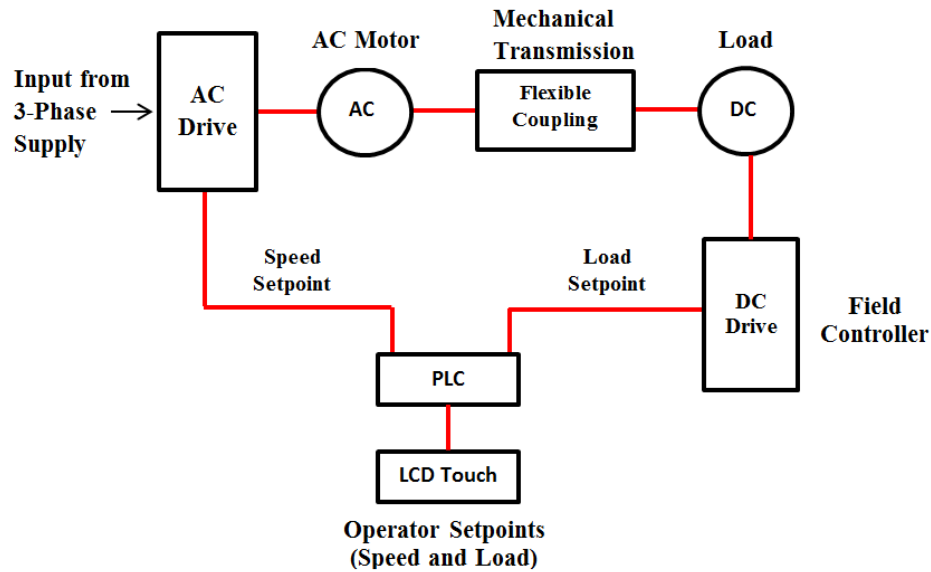 Input from
3-Phase
Supply
AC
Drive
AC Motor
AC
Mechanical
Transmission
Flexible
Coupling
Load
DC
Speed
Setpoint
Load
Setpoint
DC
Drive
Field
Controller
PLC
LCD Touch
Operator Setpoints
(Speed and Load)